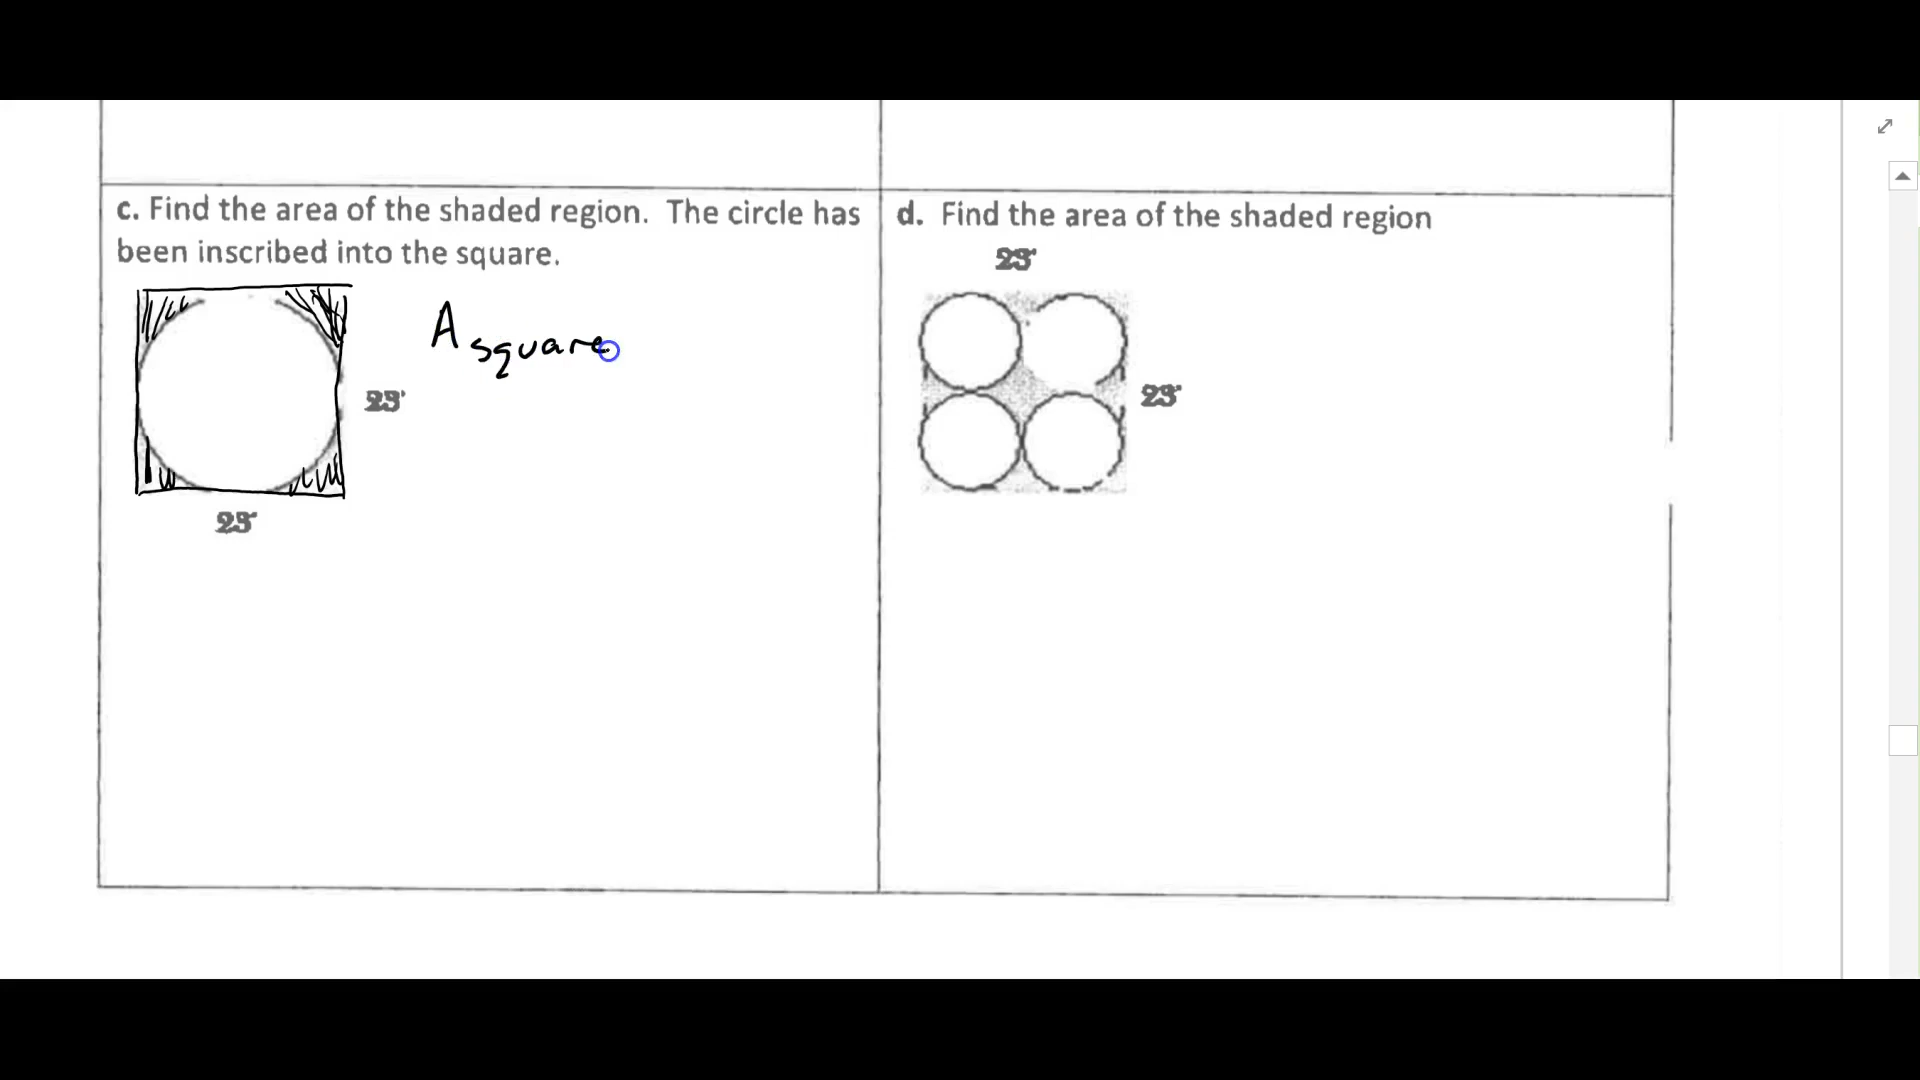 c. Find the area of the shaded region. The circle has
been inscribed into the square.
A square
23'
23'
d. Find the area of the shaded region
23'
23'